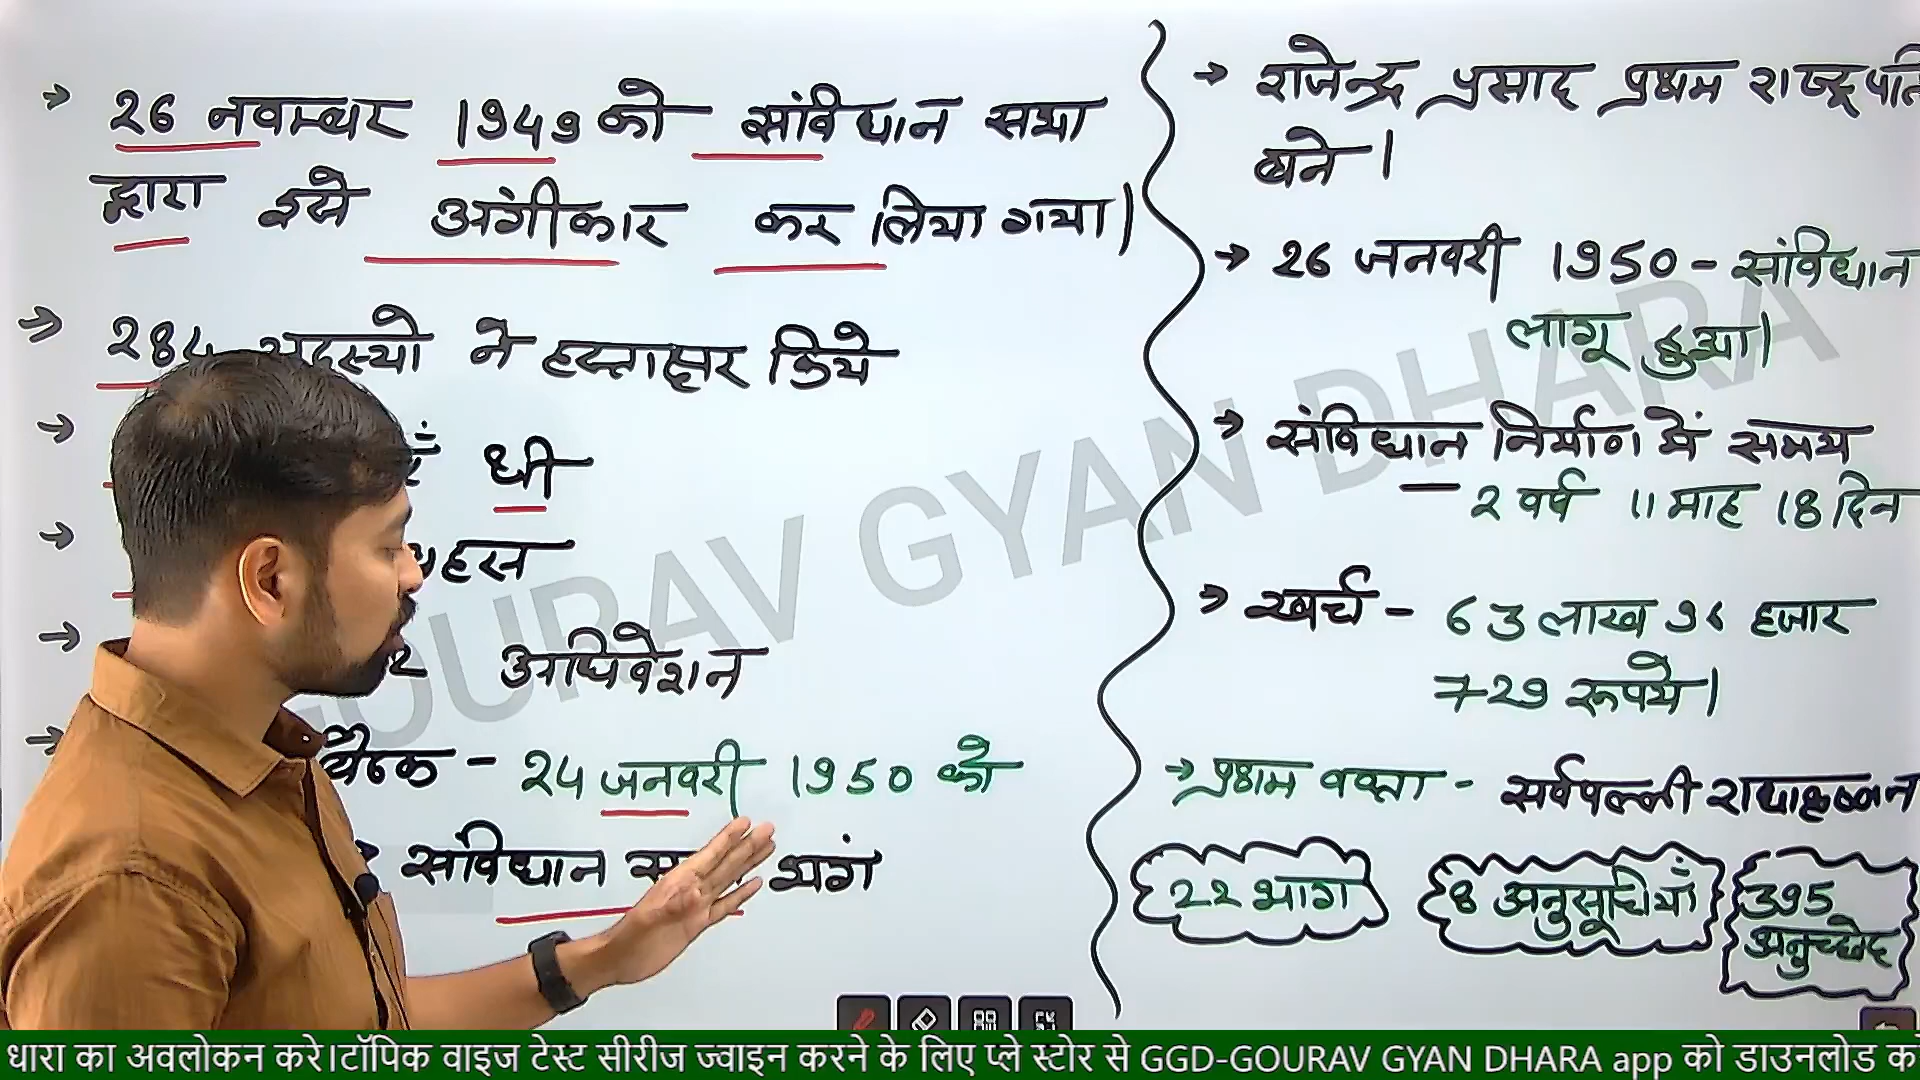 → 26 नवम्बर 1949 को संविधान सभा
द्वारा इसे अंगीकार कर लिया गया।
→ 284 सदस्यो ने हस्ताक्षर किये
→ थी
→ बहस
→ अधिवेशन
→ बैठक - 24 जनवरी 1950 को
संविधान भंग
→ राजेन्द्र प्रसाद प्रथम राष्ट्रपति
बने।
→ 26 जनवरी 1950 - संविधान
लागू हुआ।
→ संविधान निर्माण में समय
— 2 वर्ष 11 माह 18 दिन
→ खर्च - 63 लाख 96 हजार
729 रूपये।
→ प्रथम वक्ता - सर्वपल्ली राधाकृष्णन
22 भाग
8 अनुसूचियाँ
395
अनुच्छेद
GOURAV GYAN DHARA
धारा का अवलोकन करे।टॉपिक वाइज टेस्ट सीरीज ज्वाइन करने के लिए प्ले स्टोर से GGD-GOURAV GYAN DHARA app को डाउनलोड क